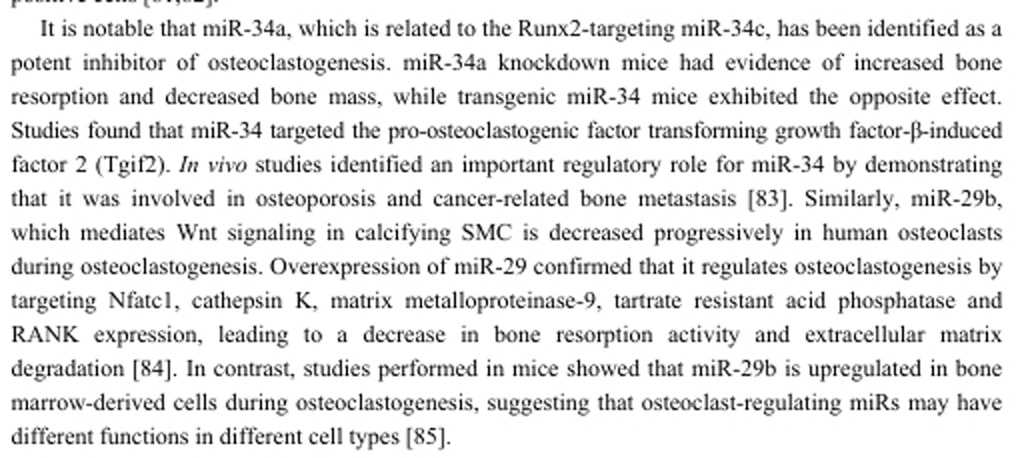 positive cells [81,82].
It is notable that miR-34a, which is related to the Runx2-targeting miR-34c, has been identified as a
potent inhibitor of osteoclastogenesis. miR-34a knockdown mice had evidence of increased bone
resorption and decreased bone mass, while transgenic miR-34 mice exhibited the opposite effect.
Studies found that miR-34 targeted the pro-osteoclastogenic factor transforming growth factor-β-induced
factor 2 (Tgif2). In vivo studies identified an important regulatory role for miR-34 by demonstrating
that it was involved in osteoporosis and cancer-related bone metastasis [83]. Similarly, miR-29b,
which mediates Wnt signaling in calcifying SMC is decreased progressively in human osteoclasts
during osteoclastogenesis. Overexpression of miR-29 confirmed that it regulates osteoclastogenesis by
targeting Nfatc1, cathepsin K, matrix metalloproteinase-9, tartrate resistant acid phosphatase and
RANK expression, leading to a decrease in bone resorption activity and extracellular matrix
degradation [84]. In contrast, studies performed in mice showed that miR-29b is upregulated in bone
marrow-derived cells during osteoclastogenesis, suggesting that osteoclast-regulating miRs may have
different functions in different cell types [85].